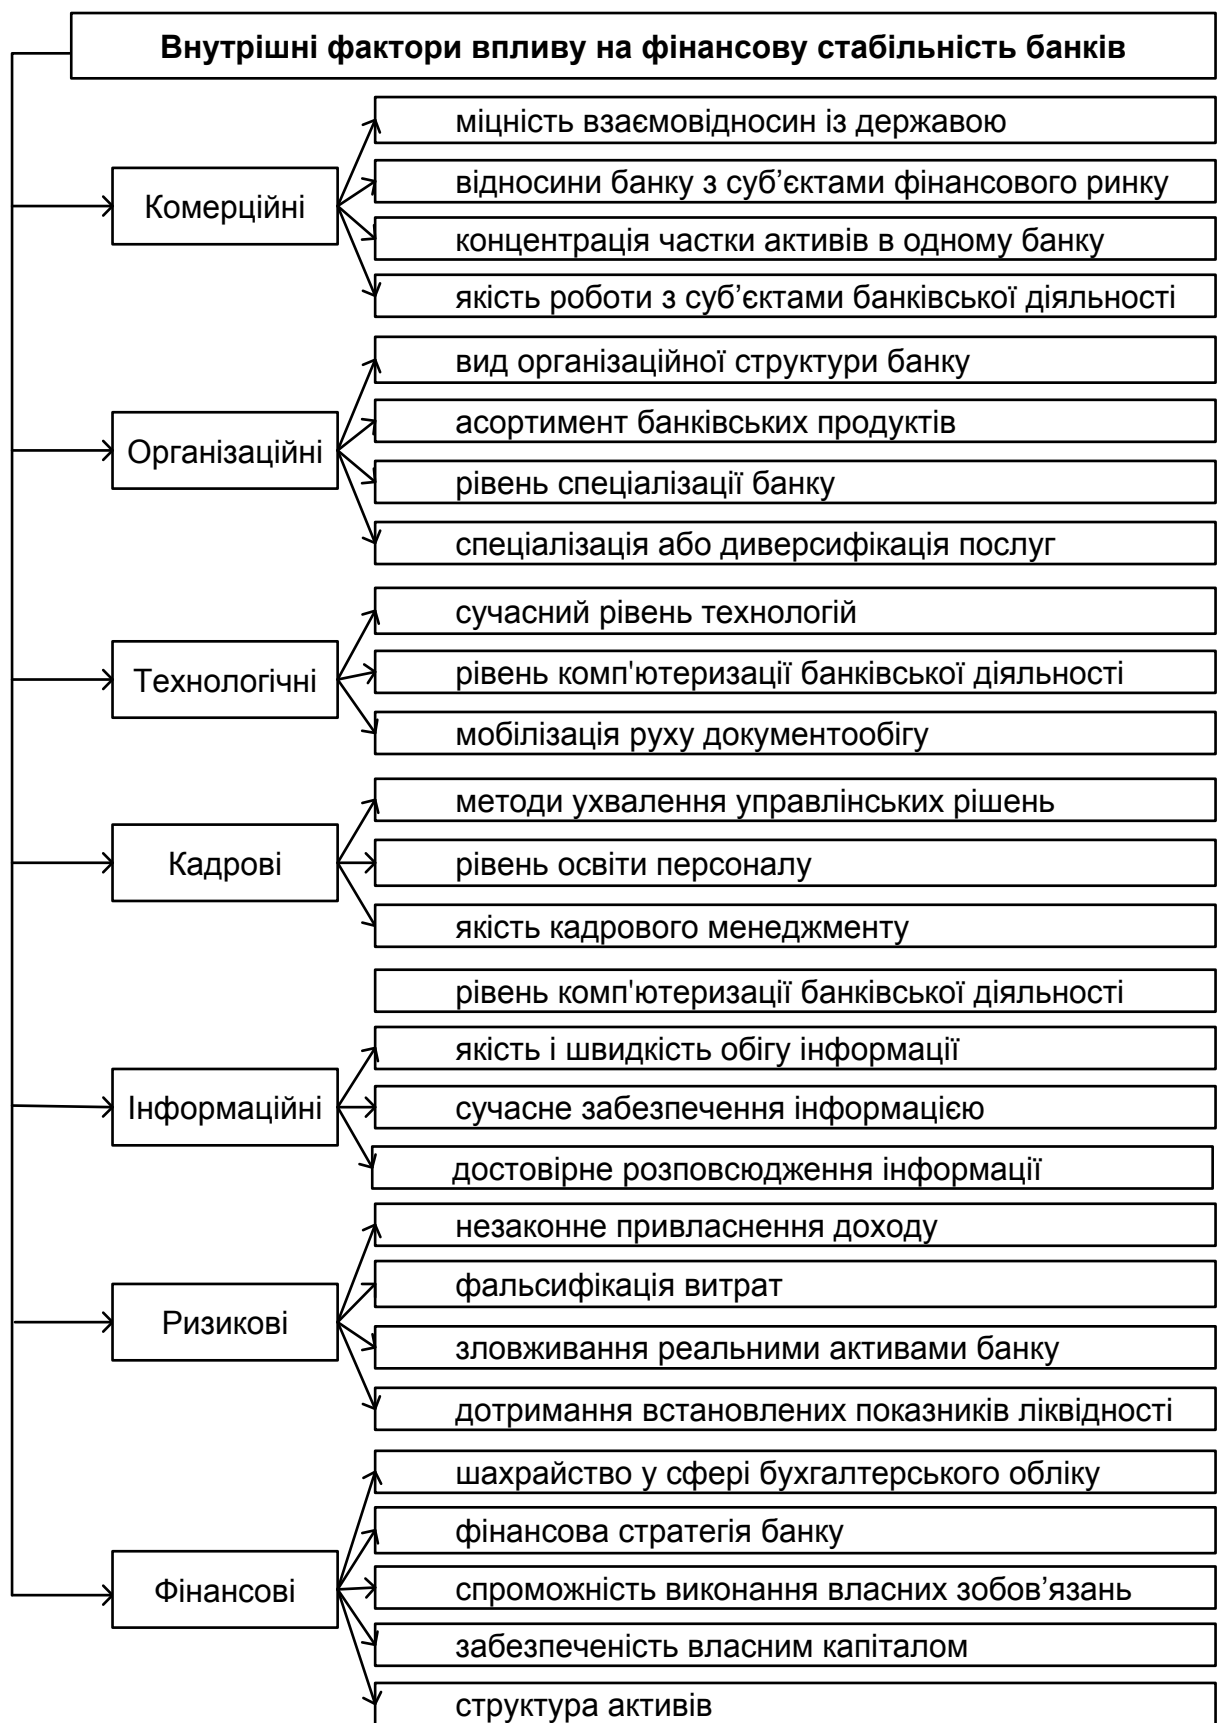 Внутрішні фактори впливу на фінансову стабільність банків
Комерційні
міцність взаємовідносин із державою
відносини банку з суб’єктами фінансового ринку
концентрація частки активів в одному банку
якість роботи з суб’єктами банківської діяльності
Організаційні
вид організаційної структури банку
асортимент банківських продуктів
рівень спеціалізації банку
спеціалізація або диверсифікація послуг
Технологічні
сучасний рівень технологій
рівень комп'ютеризації банківської діяльності
мобілізація руху документообігу
Кадрові
методи ухвалення управлінських рішень
рівень освіти персоналу
якість кадрового менеджменту
рівень комп'ютеризації банківської діяльності
Інформаційні
якість і швидкість обігу інформації
сучасне забезпечення інформацією
достовірне розповсюдження інформації
Ризикові
незаконне привласнення доходу
фальсифікація витрат
зловживання реальними активами банку
дотримання встановлених показників ліквідності
Фінансові
шахрайство у сфері бухгалтерського обліку
фінансова стратегія банку
спроможність виконання власних зобов’язань
забезпеченість власним капіталом
структура активів